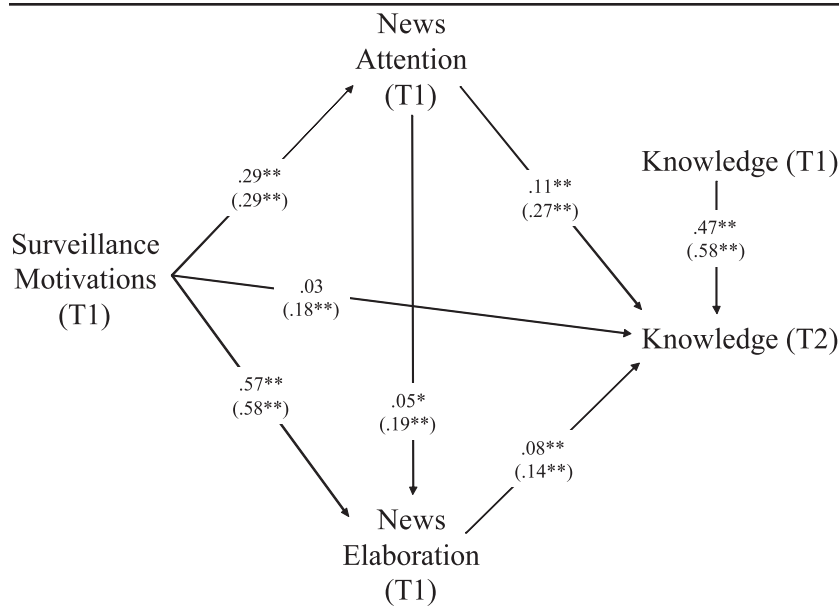 News
Attention
(T1)
Knowledge (T1)
.29**
(.29**)
.11**
(.27**)
.47**
(.58**)
Surveillance
Motivations
(T1)
.03
(.18**)
Knowledge (T2)
.57**
(.58**)
.05*
(.19**)
.08**
(.14**)
News
Elaboration
(T1)